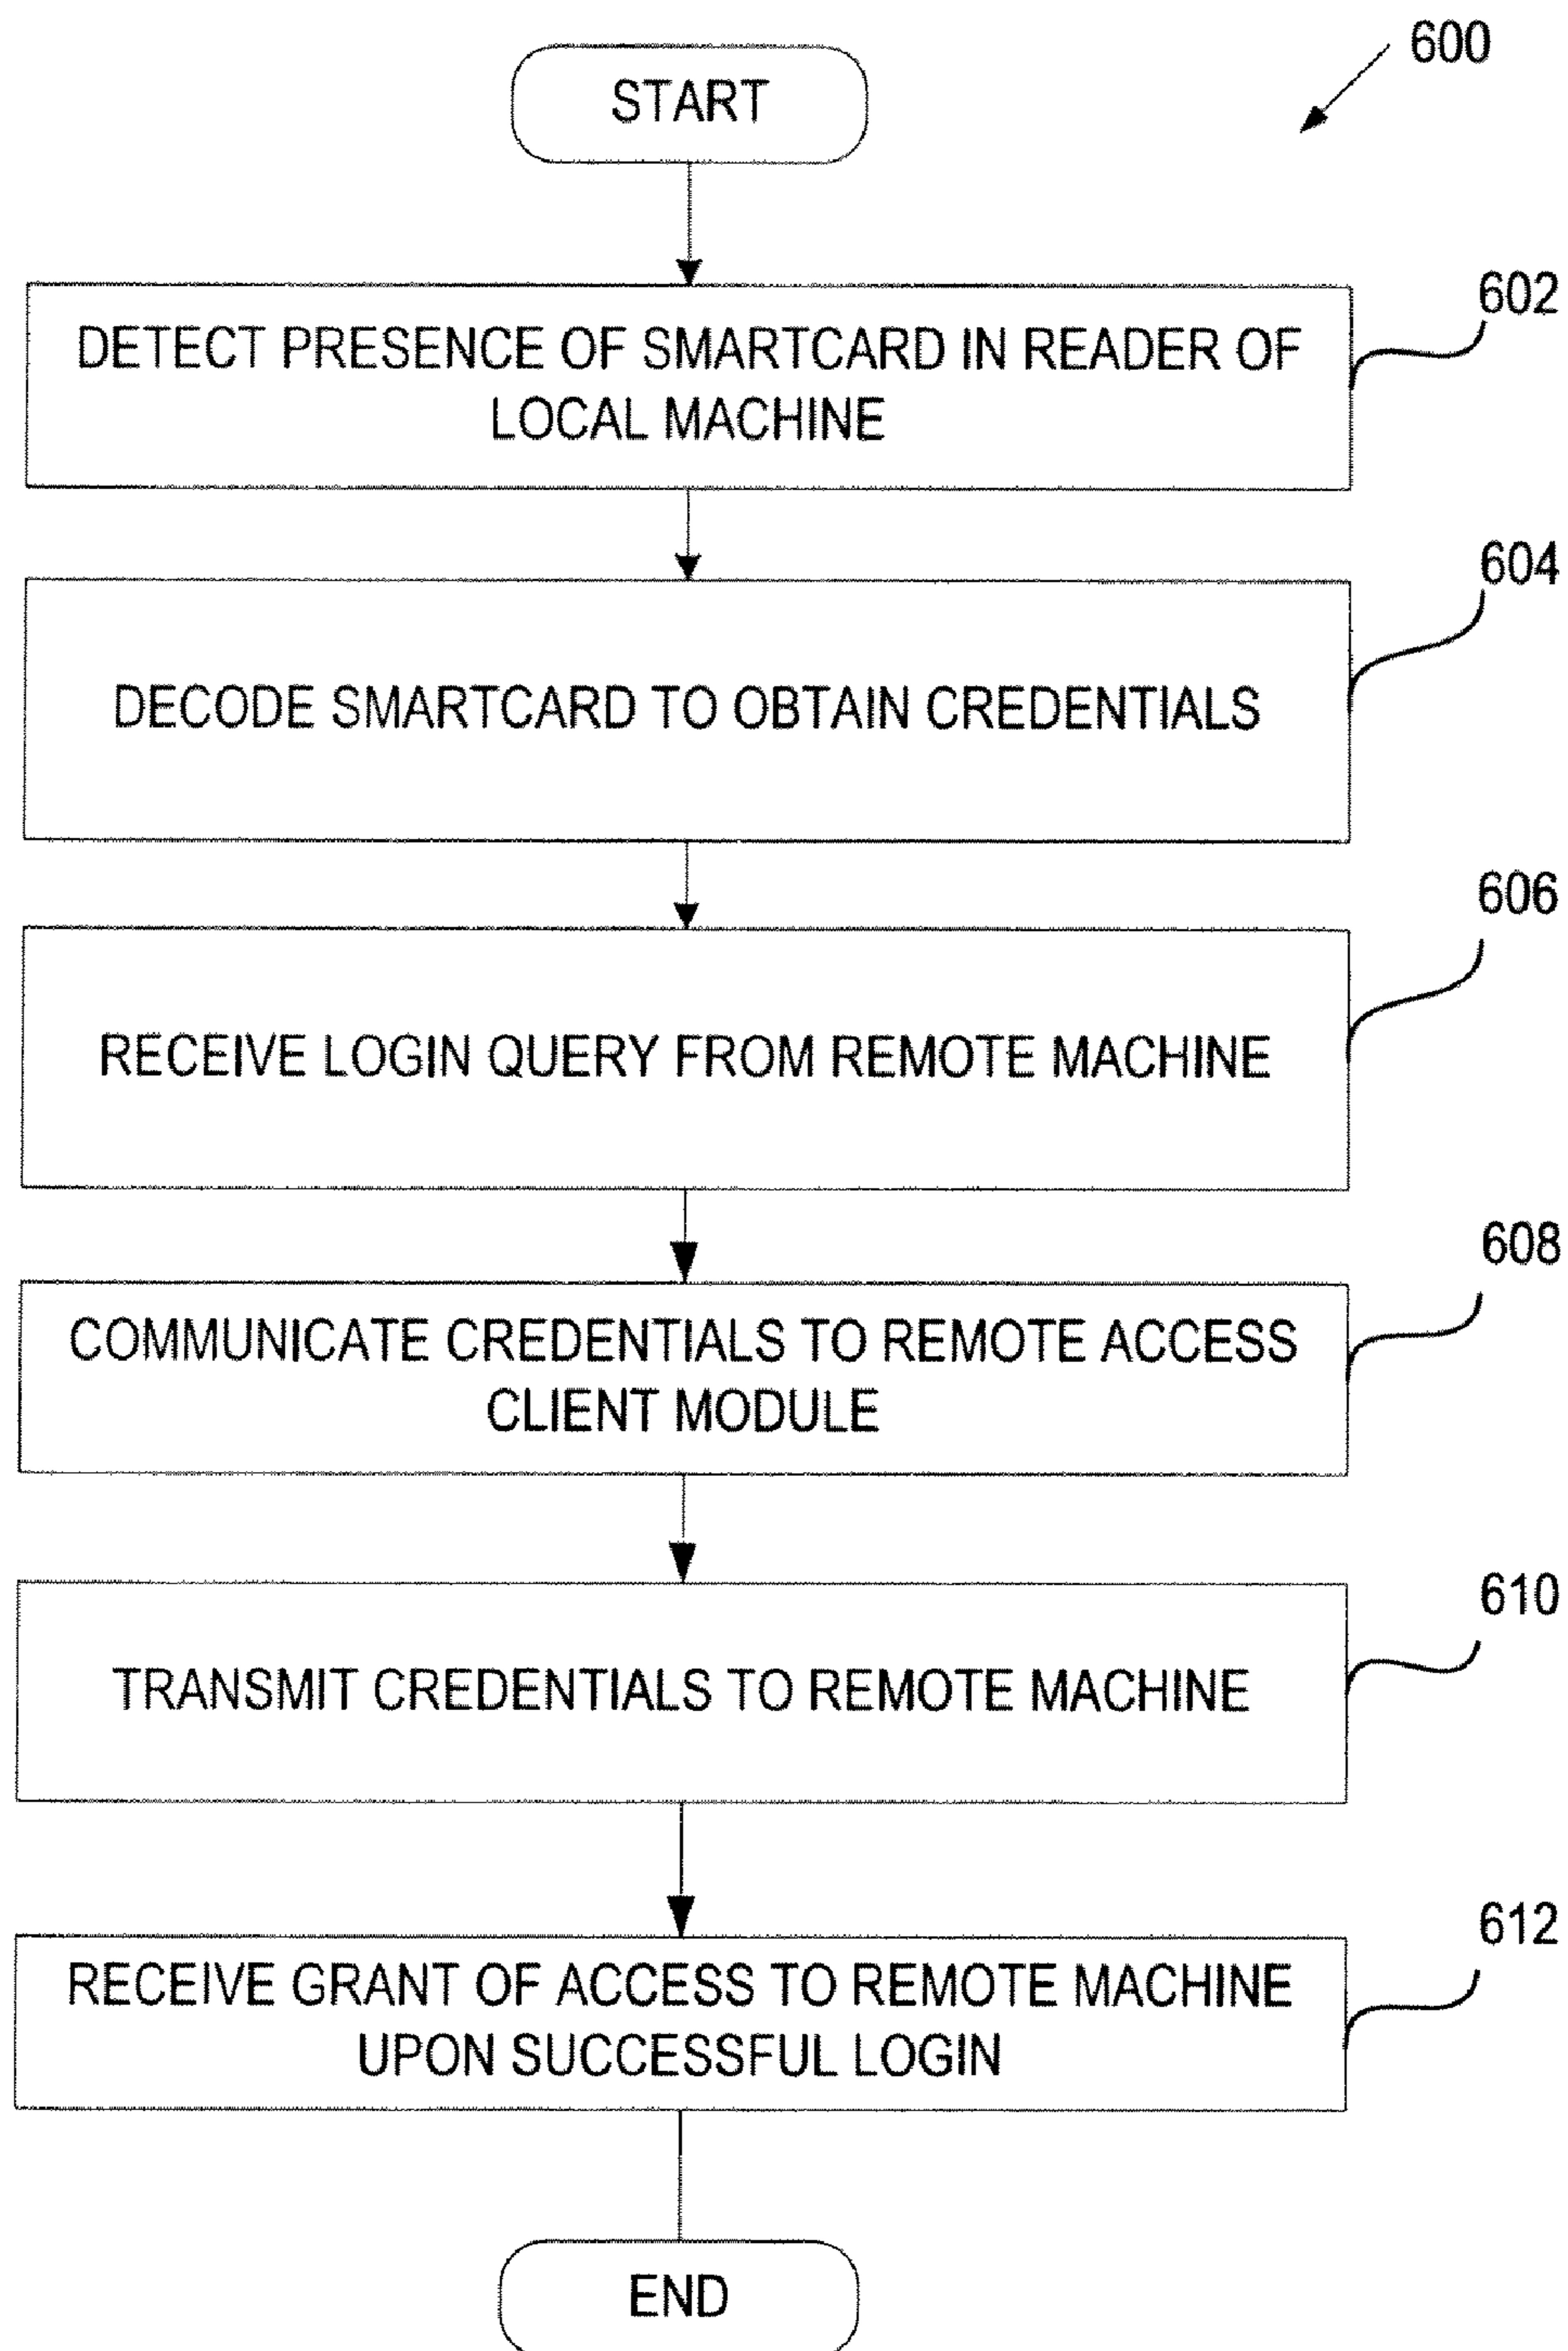 600
START
602
DETECT PRESENCE OF SMARTCARD IN READER OF
LOCAL MACHINE
604
DECODE SMARTCARD TO OBTAIN CREDENTIALS
606
RECEIVE LOGIN QUERY FROM REMOTE MACHINE
608
COMMUNICATE CREDENTIALS TO REMOTE ACCESS
CLIENT MODULE
610
TRANSMIT CREDENTIALS TO REMOTE MACHINE
612
RECEIVE GRANT OF ACCESS TO REMOTE MACHINE
UPON SUCCESSFUL LOGIN
END